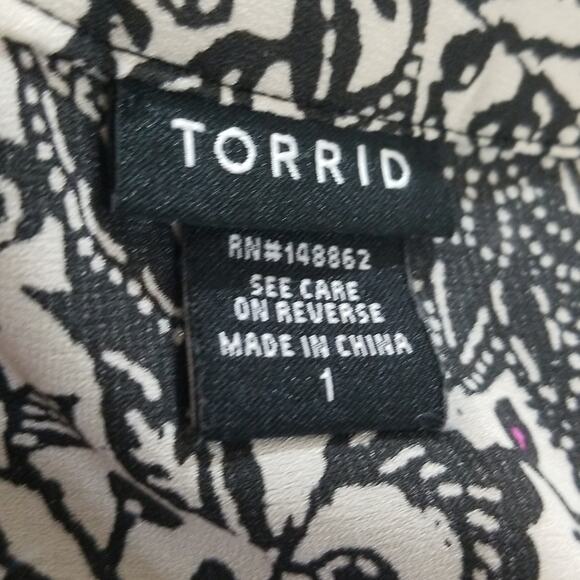 TORRID
RN#148862
SEE CARE
ON REVERSE
MADE IN CHINA
1